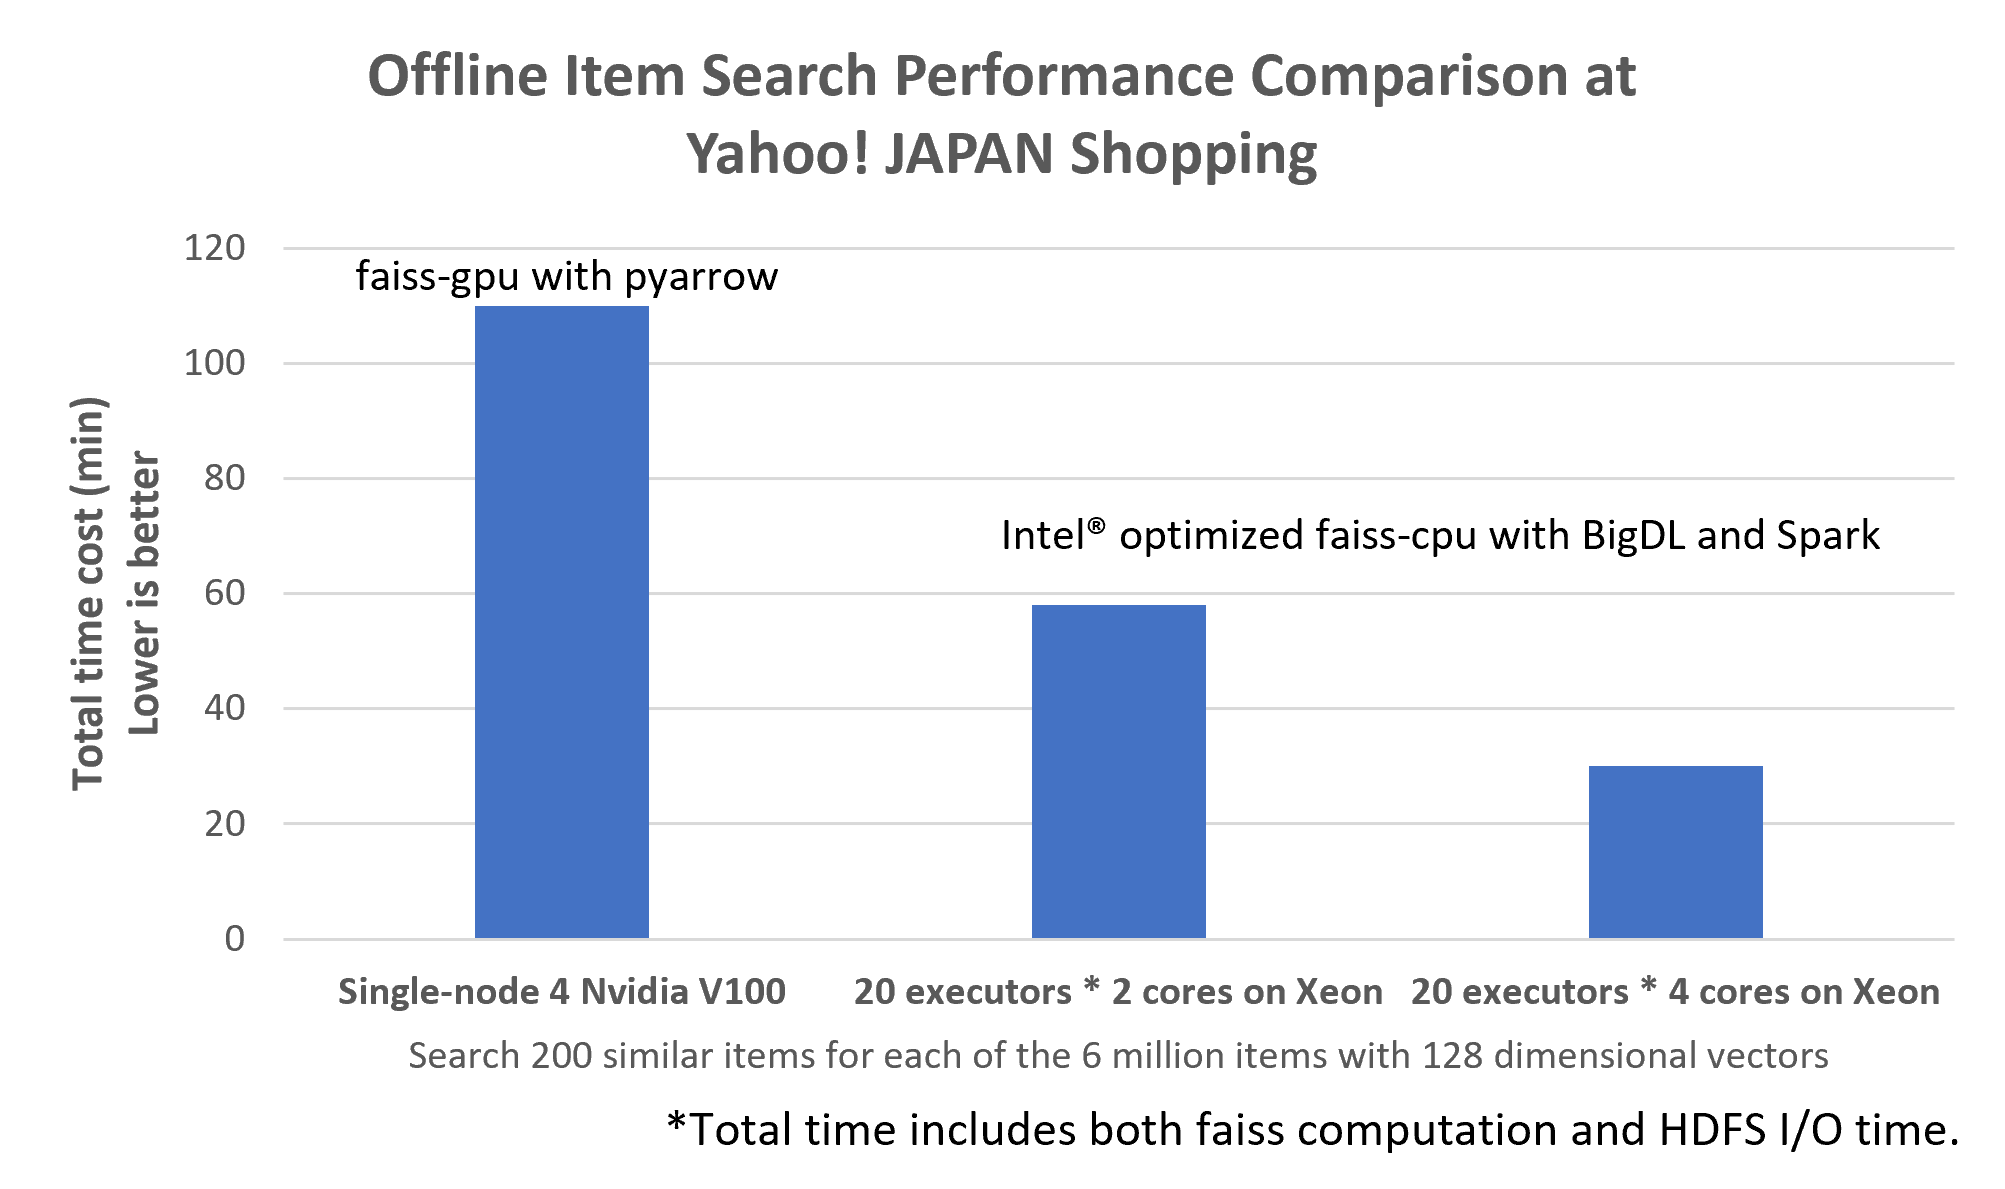 Offline Item Search Performance Comparison at
Yahoo! JAPAN Shopping
Total time cost (min)
Lower is better
120
100
80
60
40
20
0
faiss-gpu with pyarrow
Intel® optimized faiss-cpu with BigDL and Spark
Single-node 4 Nvidia V100
20 executors * 2 cores on Xeon
20 executors * 4 cores on Xeon
Search 200 similar items for each of the 6 million items with 128 dimensional vectors
*Total time includes both faiss computation and HDFS I/O time.